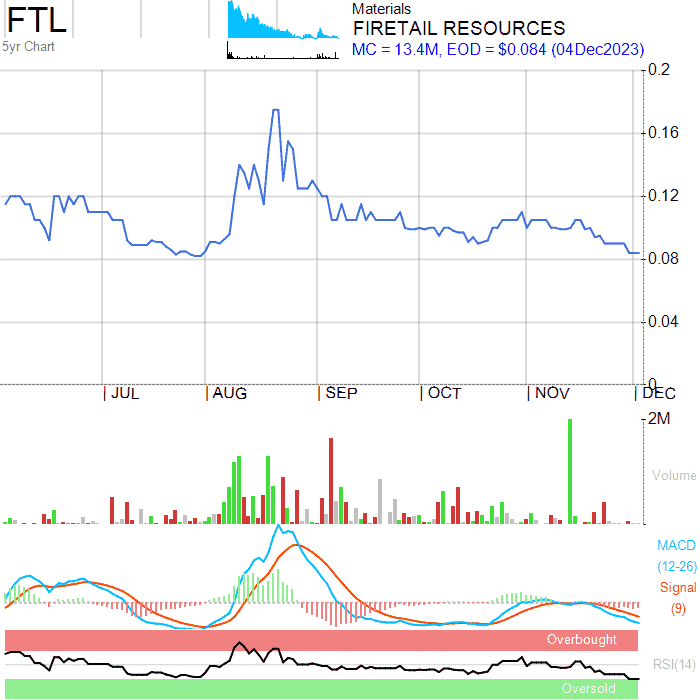 FTL
5yr Chart
Materials
FIRETAIL RESOURCES
MC = 13.4M, EOD = $0.084 (04Dec2023)
0.2
0.16
0.12
0.08
0.04
0
JUL
AUG
SEP
OCT
NOV
DEC
2M
Volume
MACD
(12-26)
Signal
(9)
Overbought
RSI(14)
Oversold